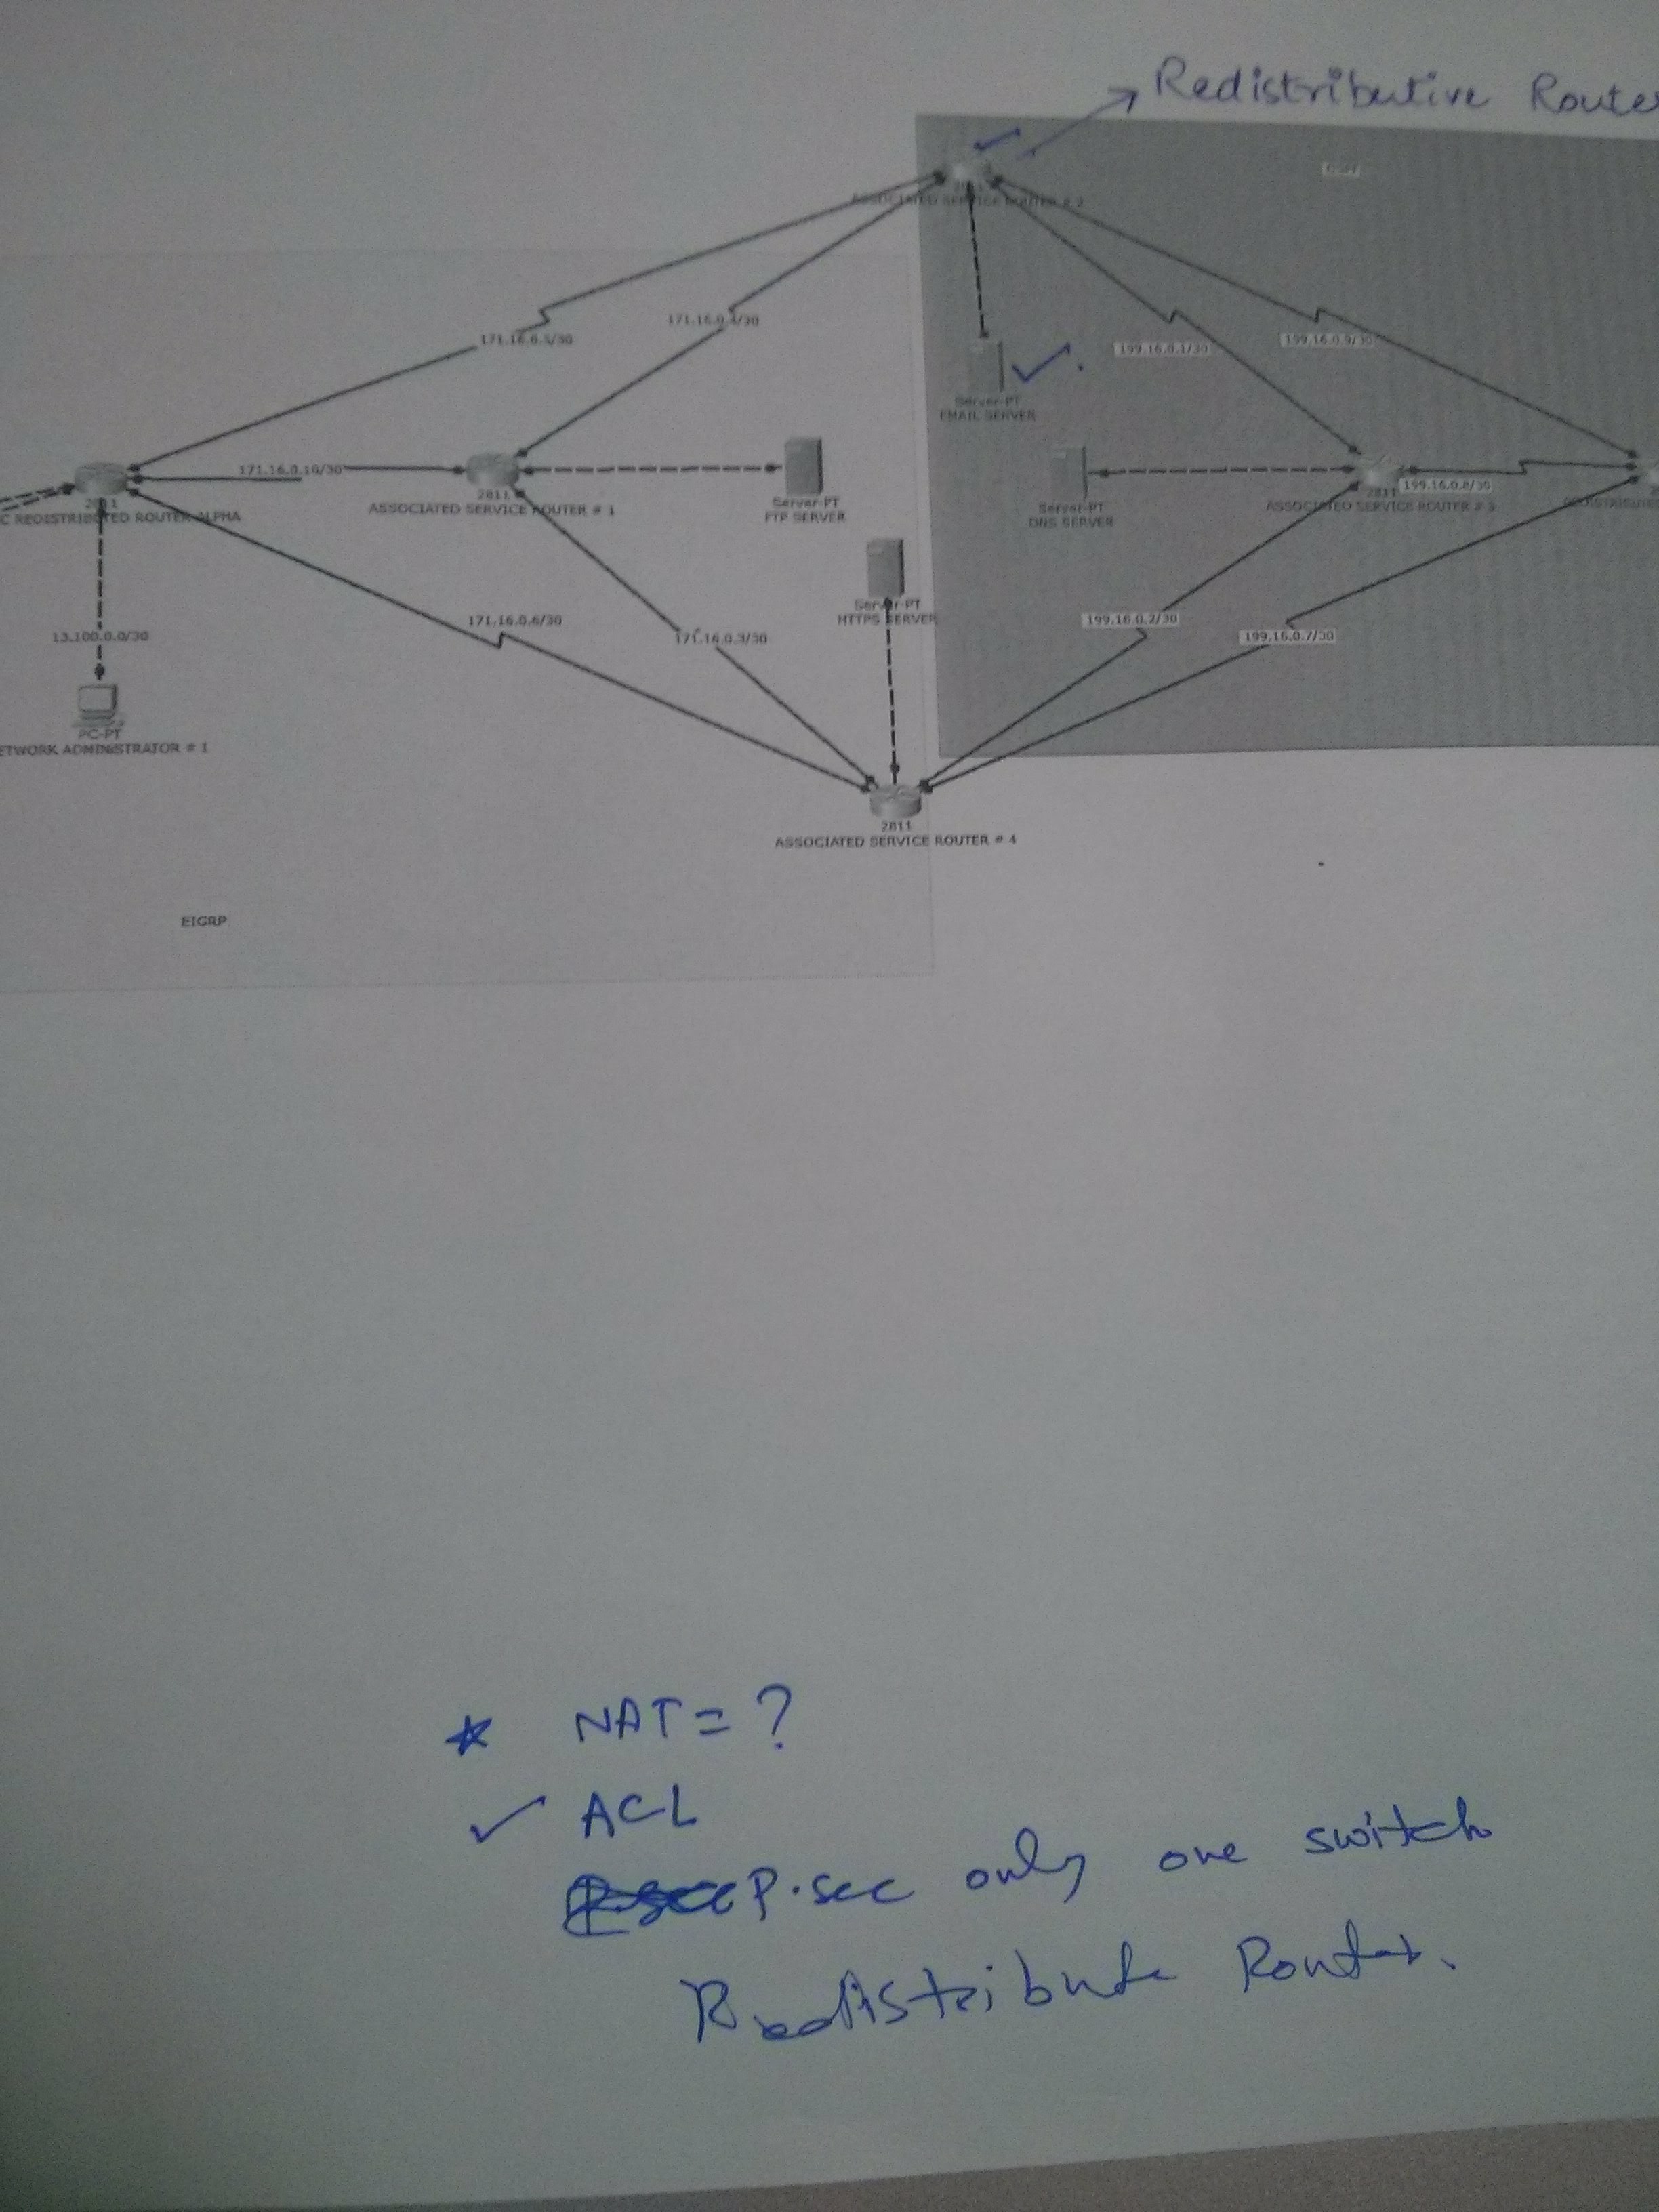 Redistributive Route
2811
ASSOCIATED SERVICE ROUTER # 2
171.16.0.5/30
171.16.0.4/30
199.16.0.1/30
199.16.0.9/30
Server-PT
EMAIL SERVER
171.16.0.10/30
2811
C REDISTRIBUTED ROUTER ALPHA
2811
ASSOCIATED SERVICE ROUTER # 1
Server-PT
FTP SERVER
Server-PT
DNS SERVER
2811
199.16.0.8/30
ASSOCIATED SERVICE ROUTER # 3
Server-PT
HTTPS SERVER
13.100.0.0/30
171.16.0.6/30
171.16.0.3/30
199.16.0.2/30
199.16.0.7/30
PC-PT
ETWORK ADMINISTRATOR # 1
2811
ASSOCIATED SERVICE ROUTER # 4
EIGRP
NAT = ?
ACL
P.sec only one switch
Redistribute Router.